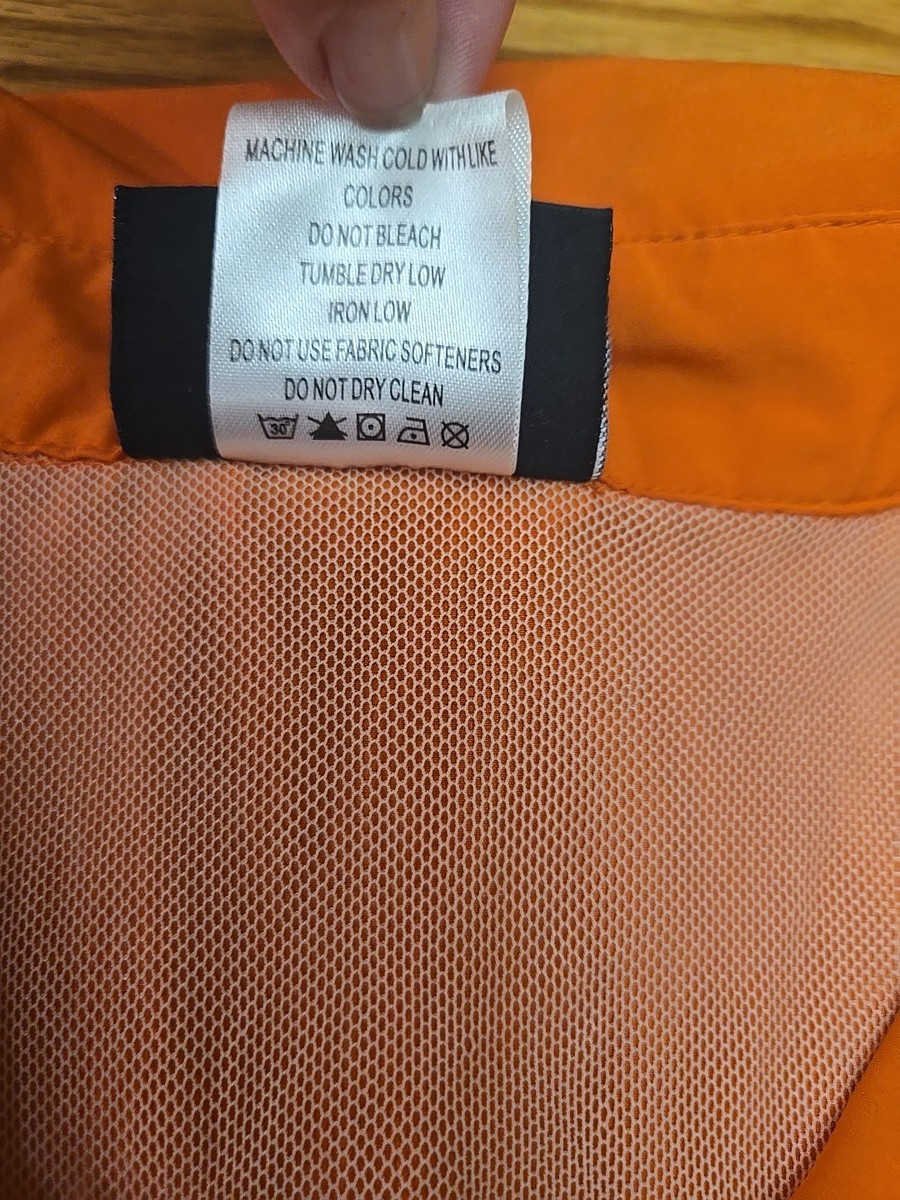 MACHINE WASH COLD WITH LIKE
COLORS
DO NOT BLEACH
TUMBLE DRY LOW
IRON LOW
DO NOT USE FABRIC SOFTENERS
DO NOT DRY CLEAN
30°